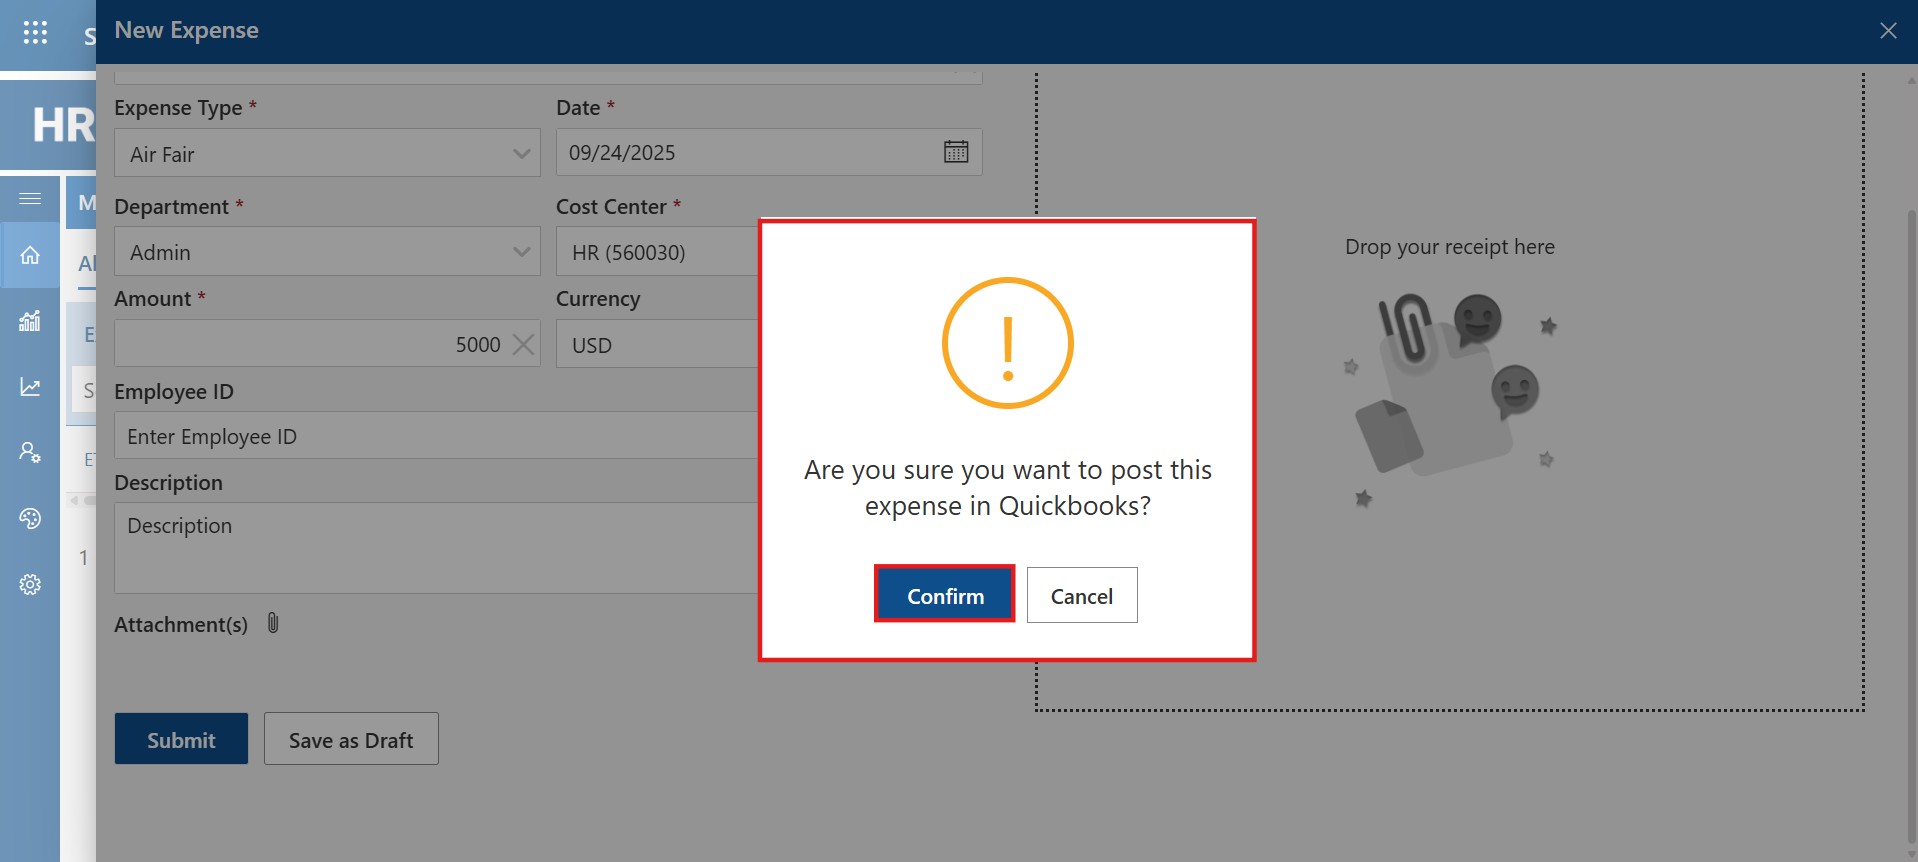 New Expense
HR
Expense Type *
Date *
Air Fair
09/24/2025
Department *
Cost Center *
Admin
HR (560030)
Amount *
Currency
5000
USD
Employee ID
Enter Employee ID
Description
Description
Attachment(s)
Submit
Save as Draft
1
Are you sure you want to post this
expense in Quickbooks?
Confirm
Cancel
Drop your receipt here